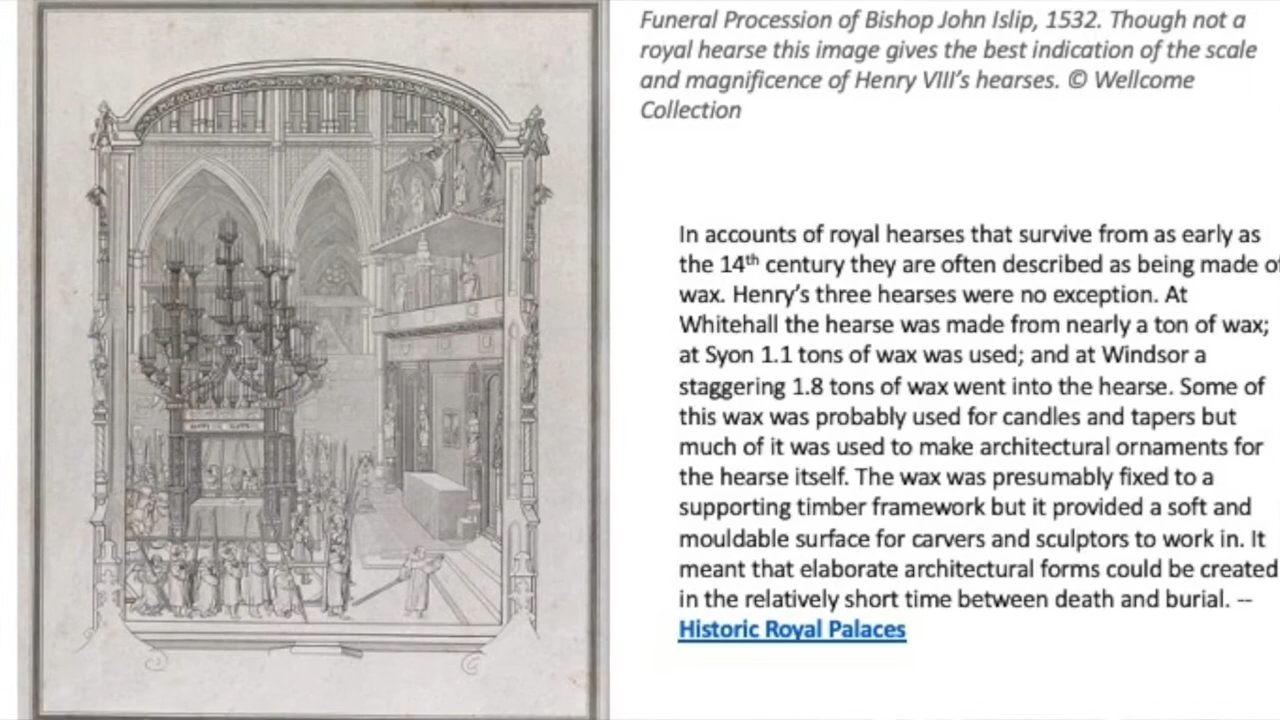 Funeral Procession of Bishop John Islip, 1532. Though not a
royal hearse this image gives the best indication of the scale
and magnificence of Henry VIII's hearses. © Wellcome
Collection
In accounts of royal hearses that survive from as early as
the 14th century they are often described as being made of
wax. Henry's three hearses were no exception. At
Whitehall the hearse was made from nearly a ton of wax;
at Syon 1.1 tons of wax was used; and at Windsor a
staggering 1.8 tons of wax went into the hearse. Some of
this wax was probably used for candles and tapers but
much of it was used to make architectural ornaments for
the hearse itself. The wax was presumably fixed to a
supporting timber framework but it provided a soft and
mouldable surface for carvers and sculptors to work in. It
meant that elaborate architectural forms could be created
in the relatively short time between death and burial. --
Historic Royal Palaces